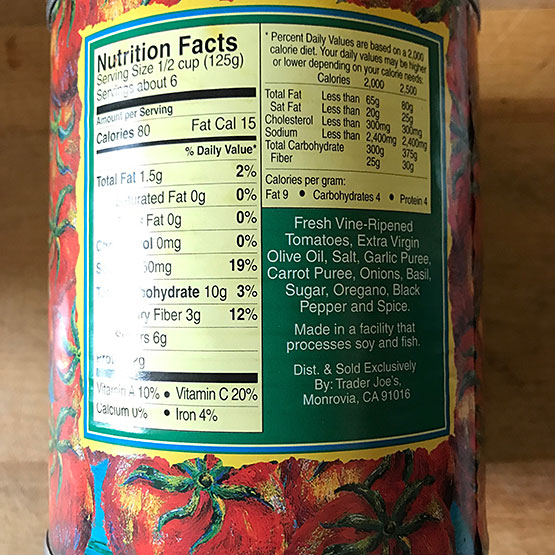 Nutrition Facts
Serving Size 1/2 cup (125g)
Servings about 6
Amount per Serving
Calories 80 Fat Cal 15
% Daily Value*
Total Fat 1.5g 2%
Fat 0g 0%
Fat 0g 0%
0mg 0%
19%
10g 3%
Fiber 3g 12%
6g
Vitamin A 10% • Vitamin C 20%
Calcium 0% • Iron 4%
* Percent Daily Values are based on a 2,000
calorie diet. Your daily values may be higher
or lower depending on your calorie needs:
Calories 2,000 2,500
Total Fat Less than 65g 80g
Sat Fat Less than 20g 25g
Cholesterol Less than 300mg 300mg
Sodium Less than 2,400mg 2,400mg
Total Carbohydrate 300g 375g
Fiber 25g 30g
Calories per gram:
Fat 9 • Carbohydrates 4 • Protein 4
Fresh Vine-Ripened
Tomatoes, Extra Virgin
Olive Oil, Salt, Garlic Puree,
Carrot Puree, Onions, Basil,
Sugar, Oregano, Black
Pepper and Spice.
Made in a facility that
processes soy and fish.
Dist. & Sold Exclusively
By: Trader Joe's,
Monrovia, CA 91016